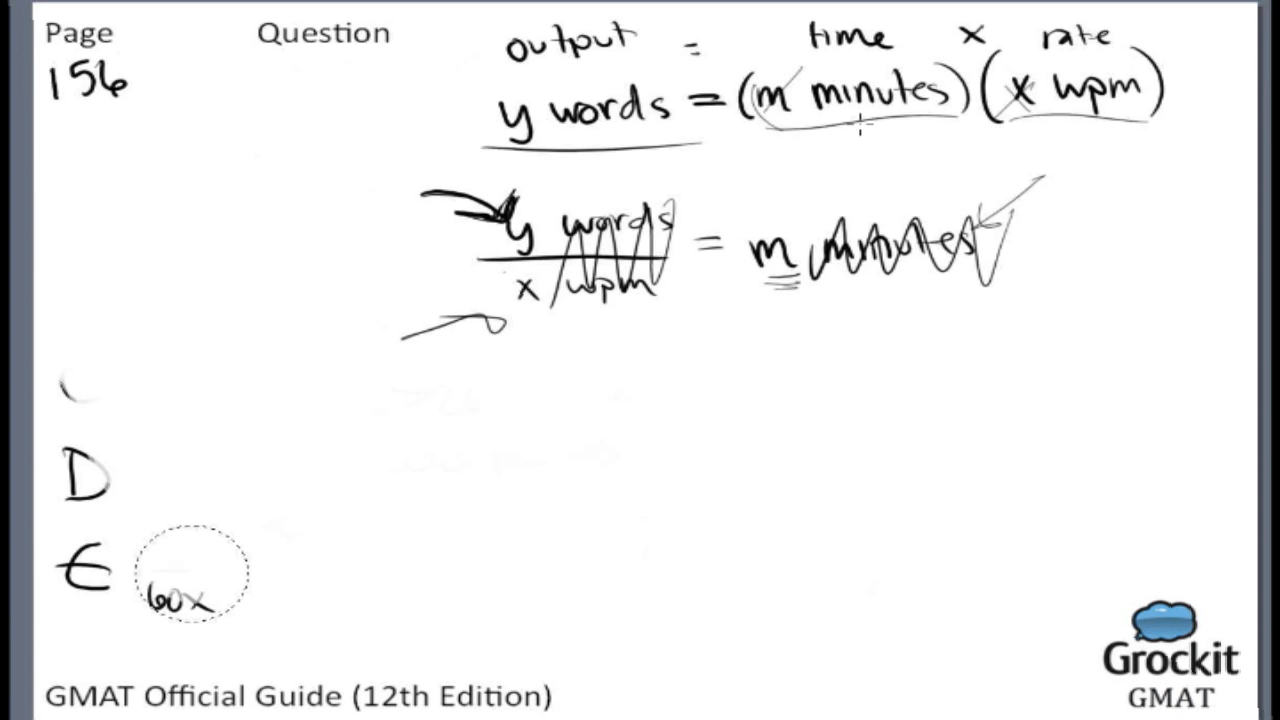 Page Question
156
output = time x rate
y words = (m minutes) (x wpm)
y words = m minutes
x wpm
D
E
60x
Grockit
GMAT
GMAT Official Guide (12th Edition)